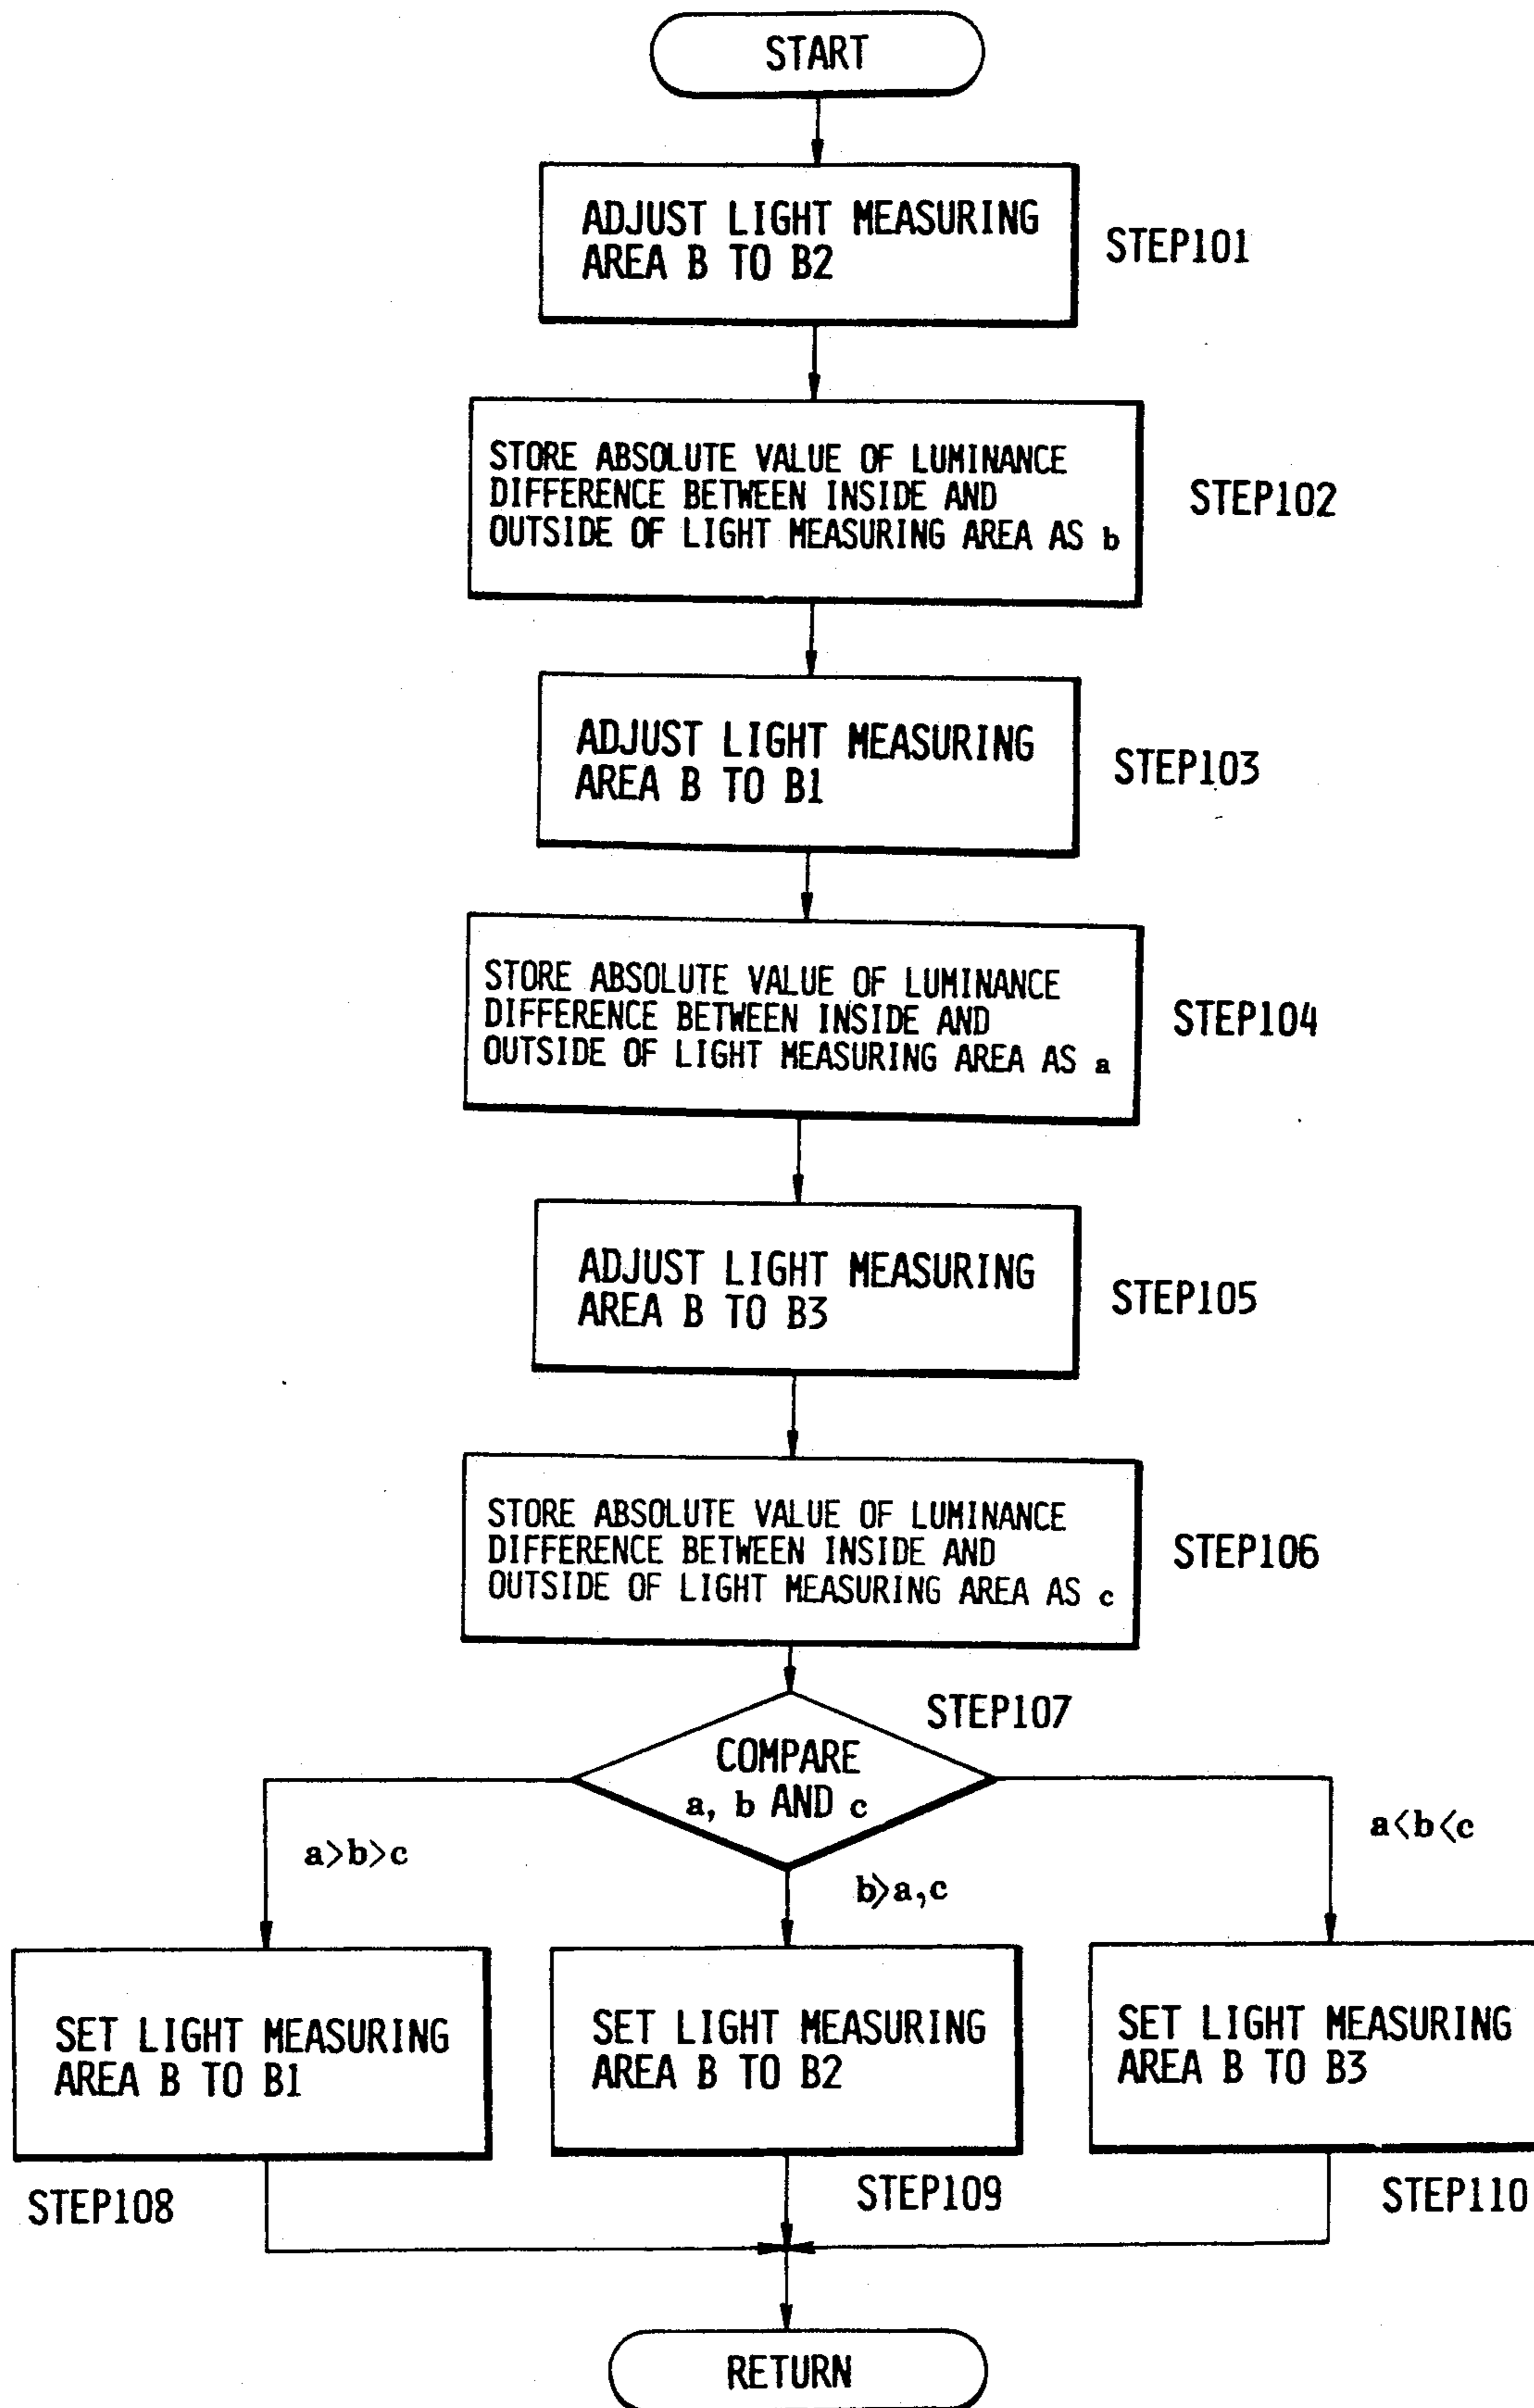 START
ADJUST LIGHT MEASURING
AREA B TO B2
STEP101
STORE ABSOLUTE VALUE OF LUMINANCE
DIFFERENCE BETWEEN INSIDE AND
OUTSIDE OF LIGHT MEASURING AREA AS b
STEP102
ADJUST LIGHT MEASURING
AREA B TO B1
STEP103
STORE ABSOLUTE VALUE OF LUMINANCE
DIFFERENCE BETWEEN INSIDE AND
OUTSIDE OF LIGHT MEASURING AREA AS a
STEP104
ADJUST LIGHT MEASURING
AREA B TO B3
STEP105
STORE ABSOLUTE VALUE OF LUMINANCE
DIFFERENCE BETWEEN INSIDE AND
OUTSIDE OF LIGHT MEASURING AREA AS c
STEP106
STEP107
COMPARE
a, b AND c
a>b>c
b>a,c
a<b<c
SET LIGHT MEASURING
AREA B TO B1
STEP108
SET LIGHT MEASURING
AREA B TO B2
STEP109
SET LIGHT MEASURING
AREA B TO B3
STEP110
RETURN